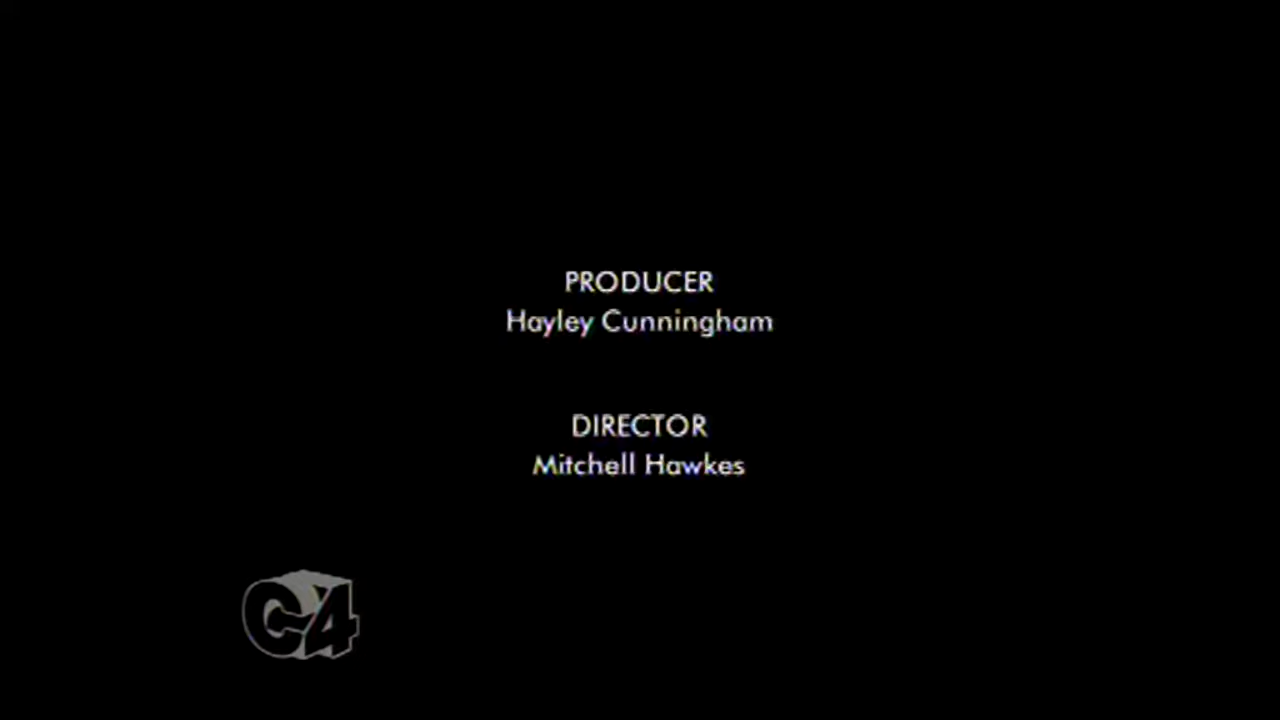 PRODUCER
Hayley Cunningham
DIRECTOR
Mitchell Hawkes
C4